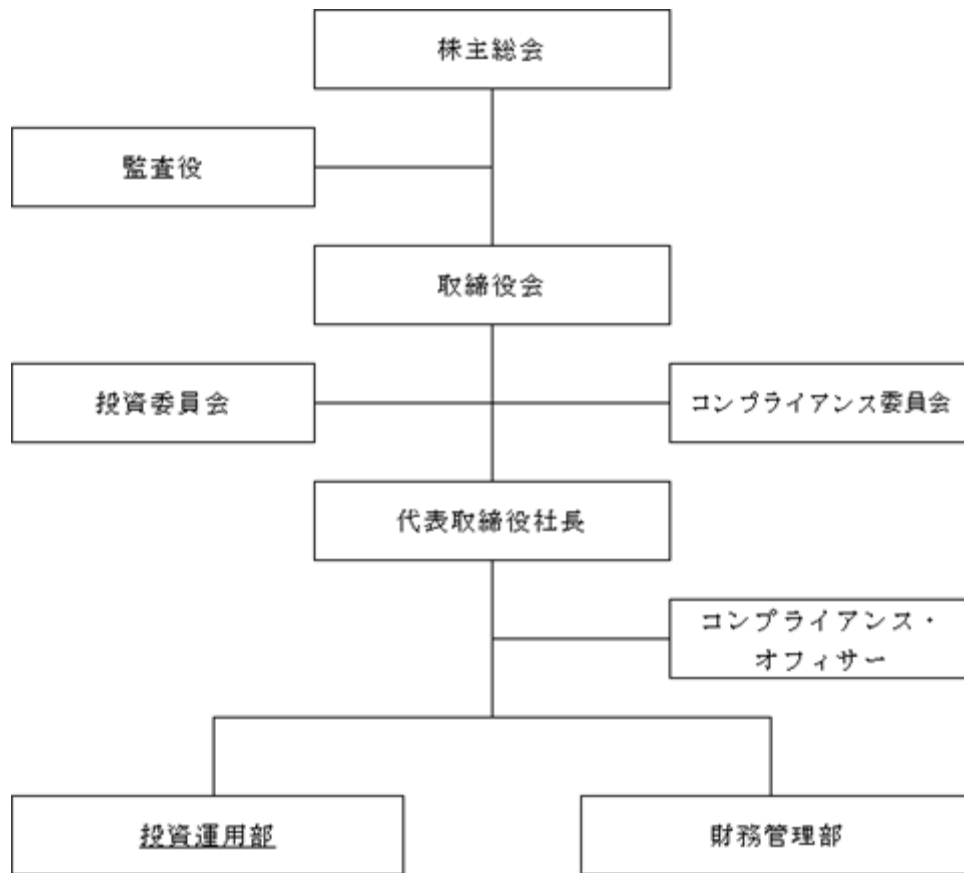 株主総会
監査役
取締役会
投資委員会
コンプライアンス委員会
代表取締役社長
コンプライアンス・
オフィサー
投資運用部
財務管理部